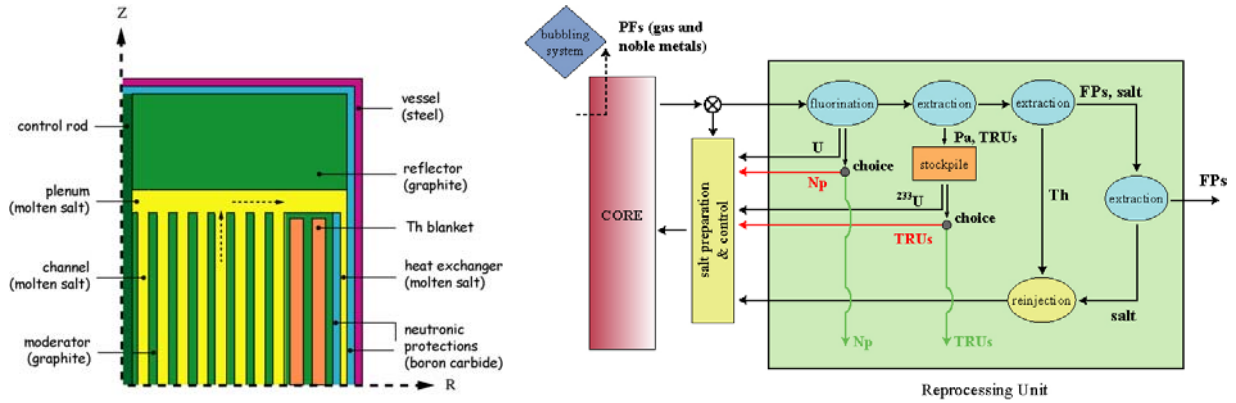 Z
control rod
plenum
(molten salt)
channel
(molten salt)
moderator
(graphite)
vessel
(steel)
reflector
(graphite)
Th blanket
heat exchanger
(molten salt)
neutronic
protections
(boron carbide)
R
bubbling
system
PFs (gas and
noble metals)
CORE
salt preparation
& control
fluorination
extraction
extraction
FPs, salt
U
choice
Np
Pa, TRUs
stockpile
233U
choice
TRUs
Th
extraction
FPs
reinjection
salt
Np
TRUs
Reprocessing Unit